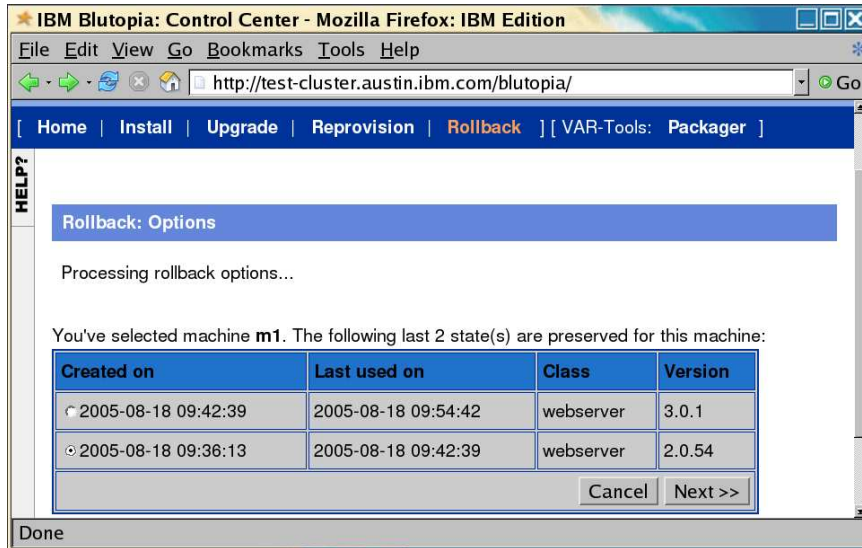 IBM Blutopia: Control Center - Mozilla Firefox: IBM Edition
File Edit View Go Bookmarks Tools Help
http://test-cluster.austin.ibm.com/blutopia/ Go
[ Home | Install | Upgrade | Reprovision | Rollback ] [ VAR-Tools: Packager ]
HELP?
Rollback: Options
Processing rollback options...
You've selected machine m1. The following last 2 state(s) are preserved for this machine:
Created on Last used on Class Version
2005-08-18 09:42:39 2005-08-18 09:54:42 webserver 3.0.1
2005-08-18 09:36:13 2005-08-18 09:42:39 webserver 2.0.54
Cancel Next >>
Done